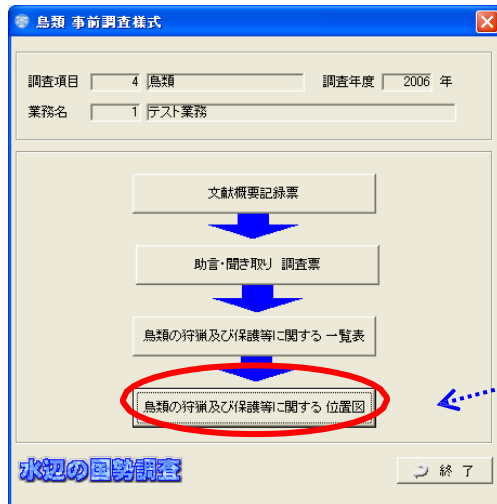 鳥類 事前調査様式
調査項目 4 鳥類 調査年度 2006 年
業務名 1 テスト業務
文献概要記録票
助言・聞き取り 調査票
鳥類の狩猟及び保護等に関する 一覧表
鳥類の狩猟及び保護等に関する 位置図
水辺の国勢調査 終 了